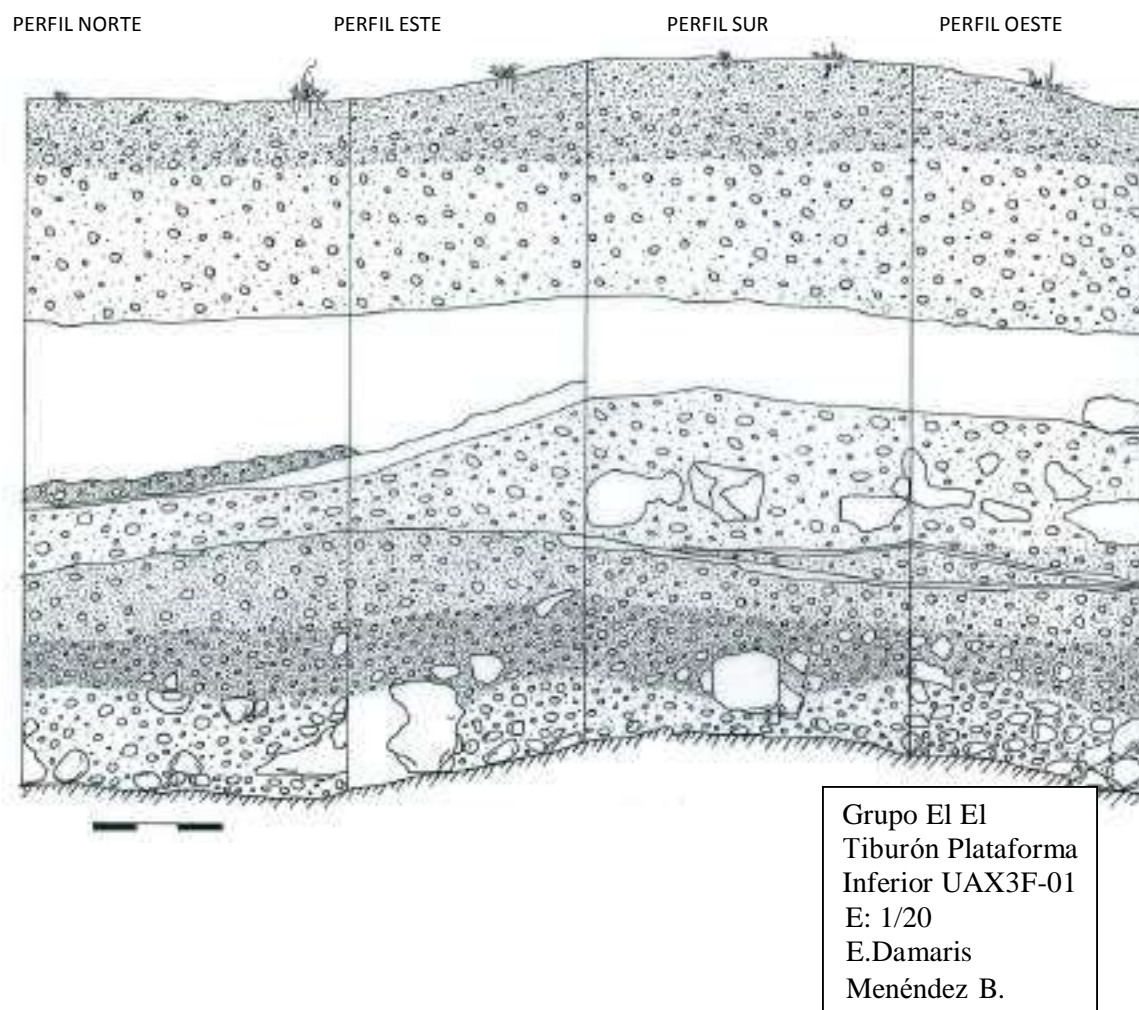 PERFIL NORTE PERFIL ESTE PERFIL SUR PERFIL OESTE
Grupo El El
Tiburón Plataforma
Inferior UAX3F-01
E: 1/20
E.Damaris
Menéndez B.